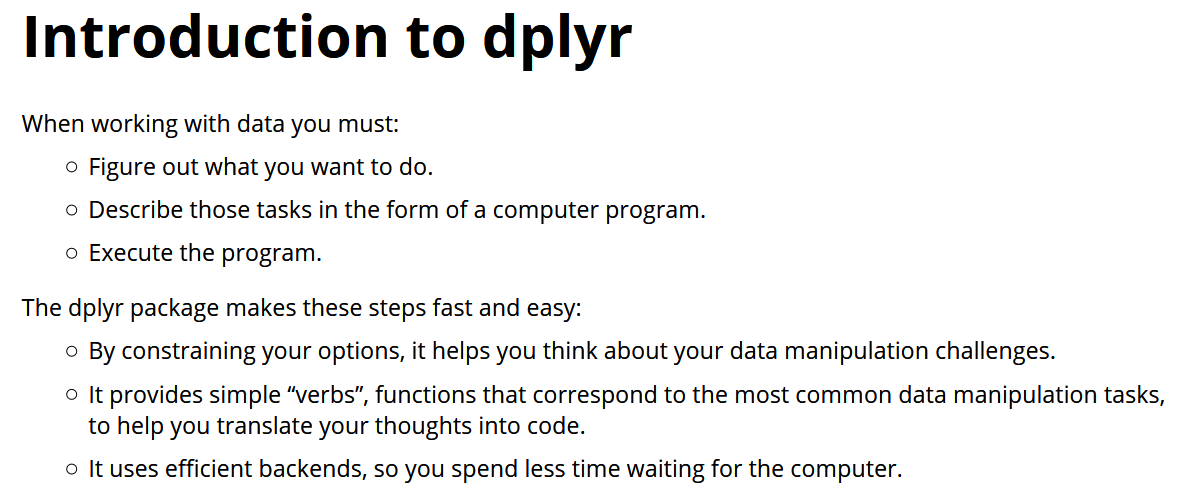 Introduction to dplyr
When working with data you must:
Figure out what you want to do.
Describe those tasks in the form of a computer program.
Execute the program.
The dplyr package makes these steps fast and easy:
By constraining your options, it helps you think about your data manipulation challenges.
It provides simple “verbs”, functions that correspond to the most common data manipulation tasks,
to help you translate your thoughts into code.
It uses efficient backends, so you spend less time waiting for the computer.